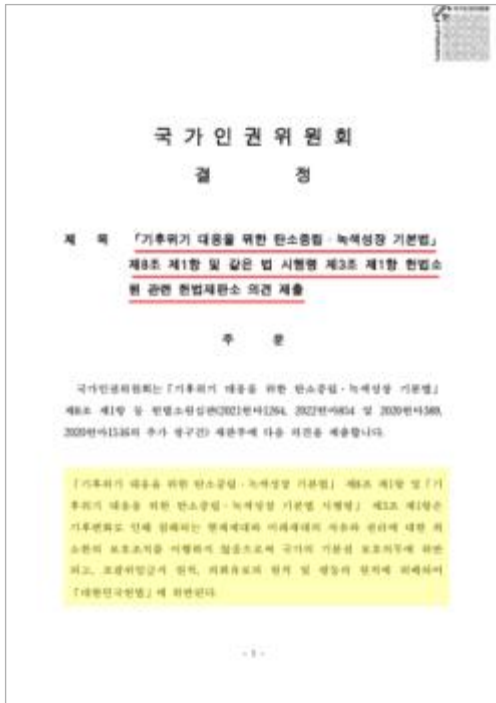 국 가 인 권 위 원 회
결 정
제 목 「기후위기 대응을 위한 탄소중립 · 녹색성장 기본법」
제8조 제1항 및 같은 법 시행령 제3조 제1항 헌법소
원 관련 헌법재판소 의견 제출
주 문
국가인권위원회는 「기후위기 대응을 위한 탄소중립 · 녹색성장 기본법」
제8조 제1항 등 헌법소원심판(2021헌마1264, 2022헌마854 및 2020헌마389,
2020헌마1516의 추가 청구건) 재판부에 다음 의견을 제출합니다.
「기후위기 대응을 위한 탄소중립 · 녹색성장 기본법」 제8조 제1항 및 「기
후위기 대응을 위한 탄소중립 · 녹색성장 기본법 시행령」 제3조 제1항은
기후변화로 인해 침해되는 현재세대와 미래세대의 자유와 권리에 대한 최
소한의 보호조치를 이행하지 않음으로써 국가의 기본권 보호의무에 위반
되고, 포괄위임금지 원칙, 의회유보의 원칙 및 평등의 원칙에 위배하여
「대한민국헌법」에 위반된다.
- 1 -